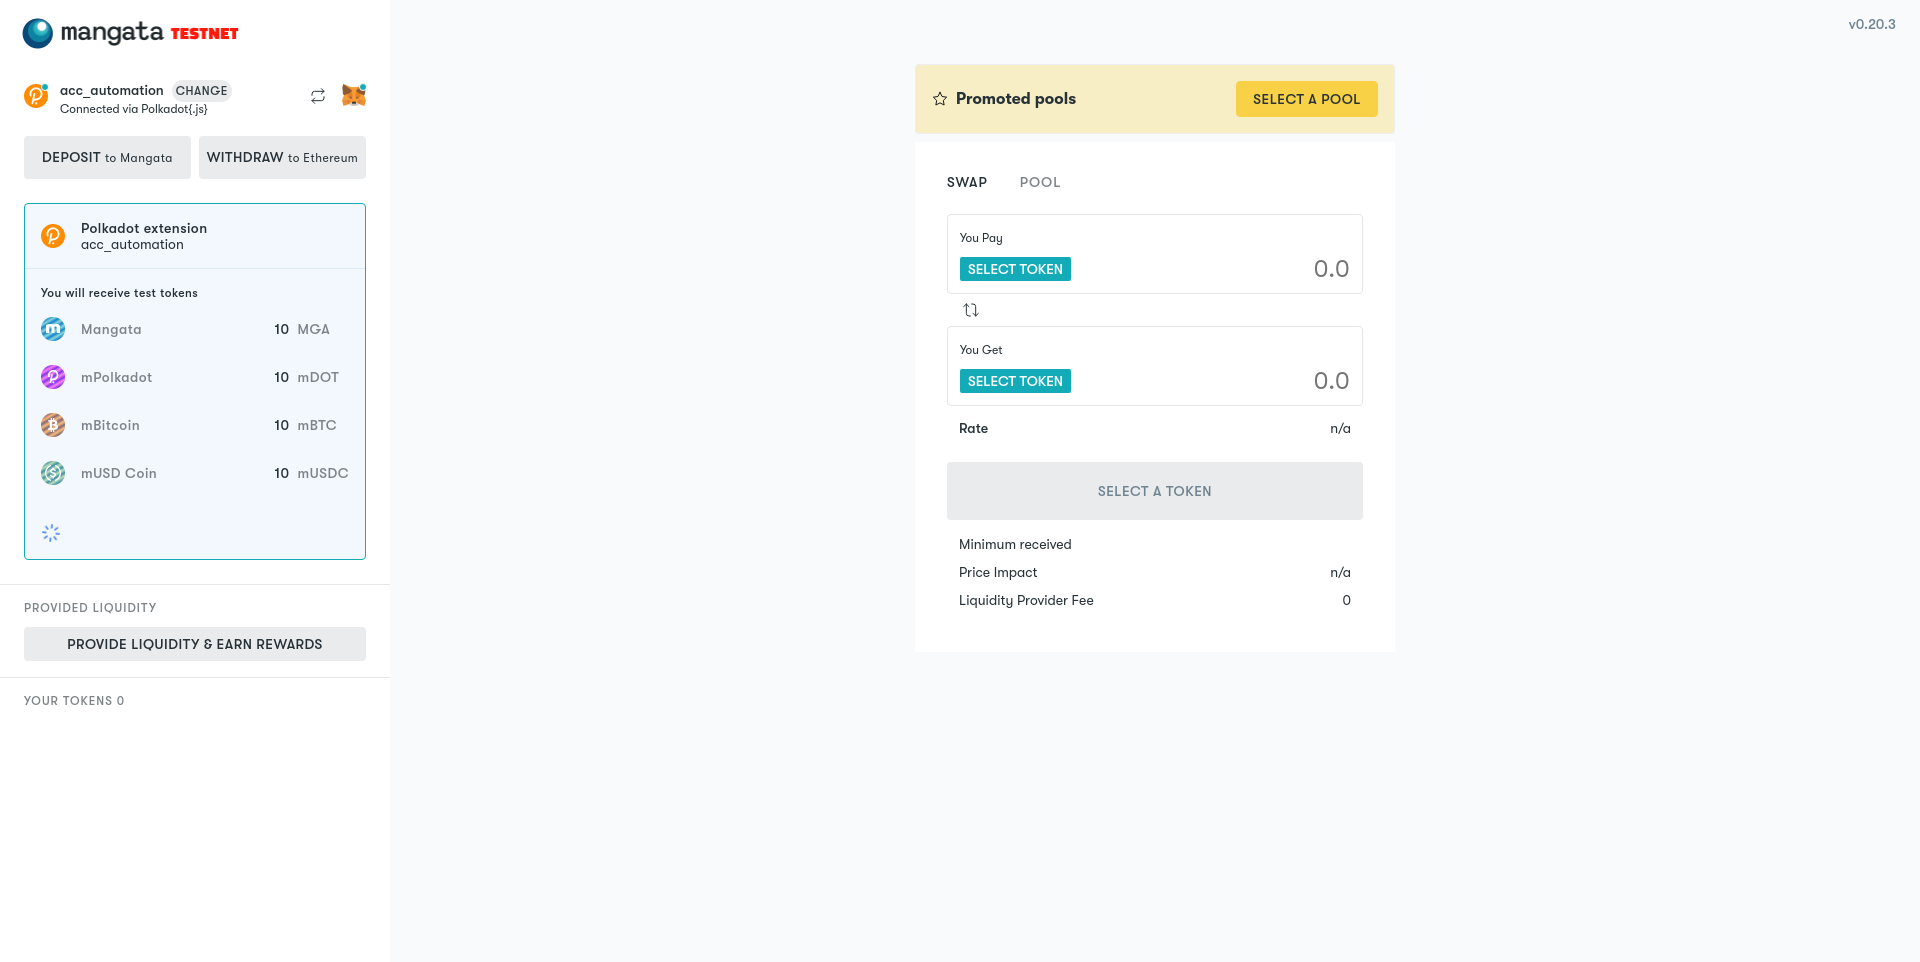 mangata TESTNET
v0.20.3
acc_automation CHANGE
Connected via Polkadot{.js}
DEPOSIT to Mangata
WITHDRAW to Ethereum
Polkadot extension
acc_automation
You will receive test tokens
Mangata 10 MGA
mPolkadot 10 mDOT
mBitcoin 10 mBTC
mUSD Coin 10 mUSDC
PROVIDED LIQUIDITY
PROVIDE LIQUIDITY & EARN REWARDS
YOUR TOKENS 0
Promoted pools
SELECT A POOL
SWAP POOL
You Pay
SELECT TOKEN 0.0
You Get
SELECT TOKEN 0.0
Rate n/a
SELECT A TOKEN
Minimum received
Price Impact n/a
Liquidity Provider Fee 0